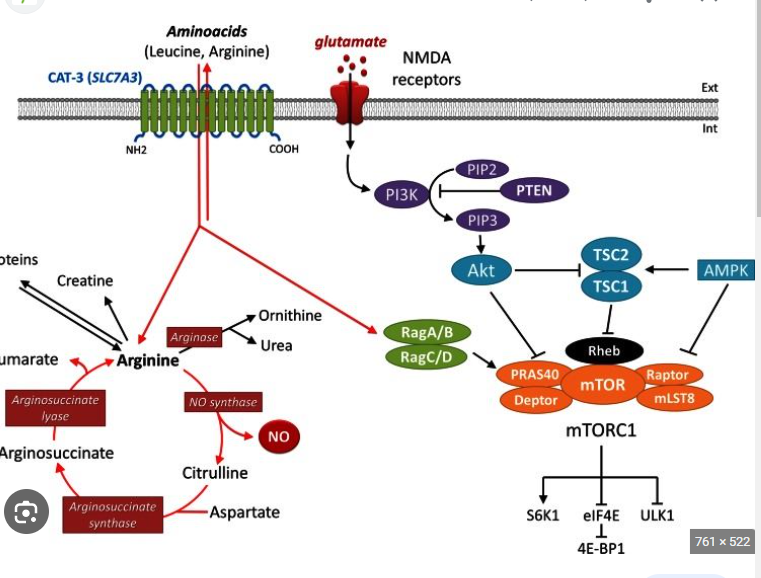 Aminoacids
(Leucine, Arginine)
glutamate
NMDA
receptors
CAT-3 (SLC7A3)
Ext
Int
NH2
COOH
PIP2
PI3K
PTEN
PIP3
Akt
TSC2
TSC1
AMPK
oteins
Creatine
Ornithine
Arginase
Urea
umarate
Arginine
RagA/B
RagC/D
Rheb
PRAS40
mTOR
Raptor
Deptor
mLST8
mTORC1
Arginosuccinate
lyase
NO synthase
NO
Arginosuccinate
Citrulline
Arginosuccinate
synthase
Aspartate
S6K1
eIF4E
ULK1
4E-BP1
761 × 522